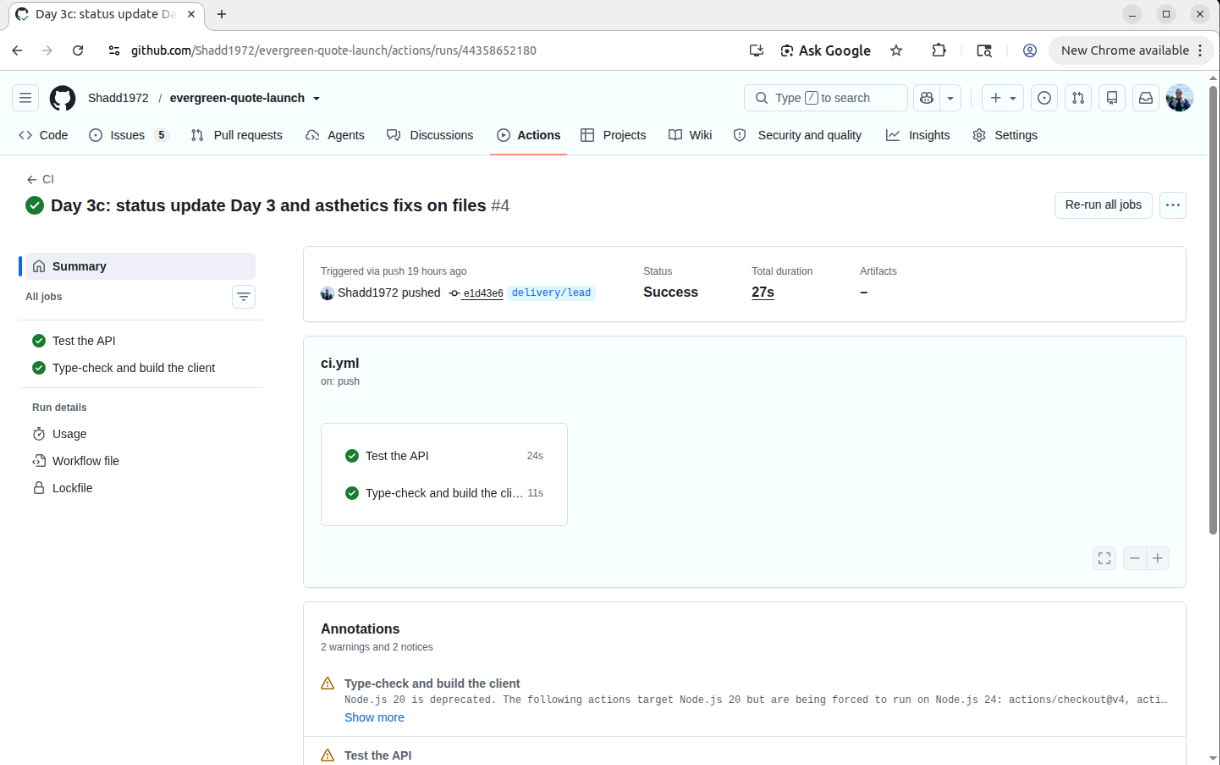 Day 3c: status update Da
github.com/Shadd1972/evergreen-quote-launch/actions/runs/44358652180
Ask Google
New Chrome available
Shadd1972 / evergreen-quote-launch
Type / to search
Code
Issues 5
Pull requests
Agents
Discussions
Actions
Projects
Wiki
Security and quality
Insights
Settings
← CI
Day 3c: status update Day 3 and asthetics fixs on files #4
Re-run all jobs
Summary
All jobs
Test the API
Type-check and build the client
Run details
Usage
Workflow file
Lockfile
Triggered via push 19 hours ago
Shadd1972 pushed e1d43e6 delivery/lead
Status
Success
Total duration
27s
Artifacts
–
ci.yml
on: push
Test the API 24s
Type-check and build the cli… 11s
Annotations
2 warnings and 2 notices
Type-check and build the client
Node.js 20 is deprecated. The following actions target Node.js 20 but are being forced to run on Node.js 24: actions/checkout@v4, acti…
Show more
Test the API